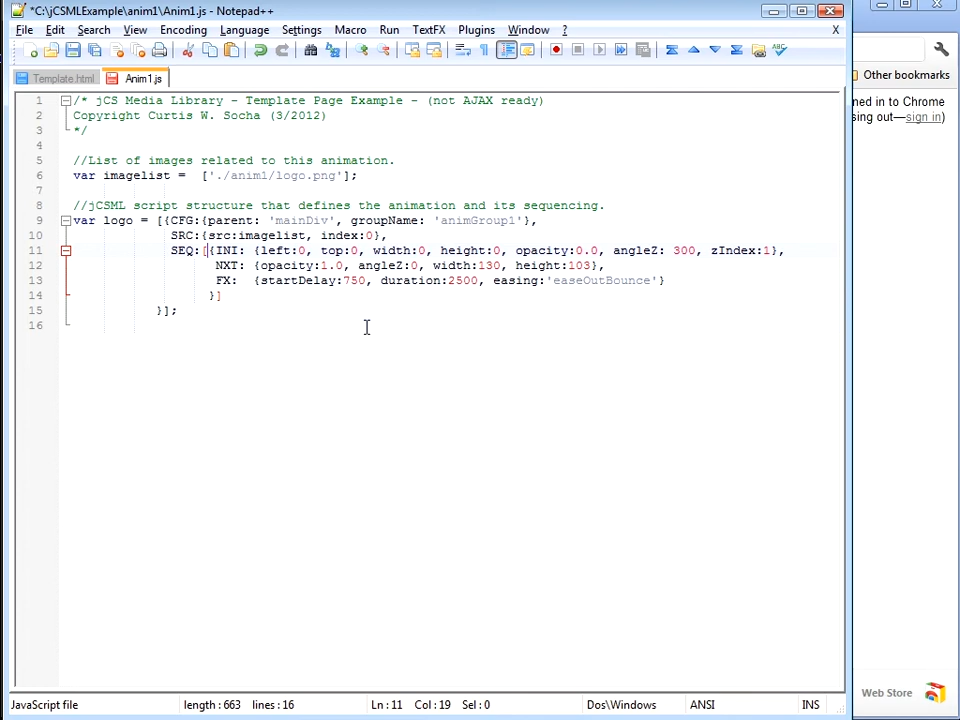 *C:\jCSMLExample\anim1\Anim1.js - Notepad++
File Edit Search View Encoding Language Settings Macro Run TextFX Plugins Window ? X
Template.html Anim1.js
1 /* jCS Media Library - Template Page Example - (not AJAX ready)
2 Copyright Curtis W. Socha (3/2012)
3 */
4
5 //List of images related to this animation.
6 var imagelist = ['./anim1/logo.png'];
7
8 //jCSML script structure that defines the animation and its sequencing.
9 var logo = [{CFG:{parent: 'mainDiv', groupName: 'animGroup1'},
10 SRC:{src:imagelist, index:0},
11 SEQ:[{INI: {left:0, top:0, width:0, height:0, opacity:0.0, angleZ: 300, zIndex:1},
12 NXT: {opacity:1.0, angleZ:0, width:130, height:103},
13 FX: {startDelay:750, duration:2500, easing:'easeOutBounce'}
14 }]
15 }];
16
JavaScript file length : 663 lines : 16 Ln : 11 Col : 19 Sel : 0 Dos\Windows ANSI INS
Other bookmarks
ned in to Chrome
sing out—sign in)
Web Store